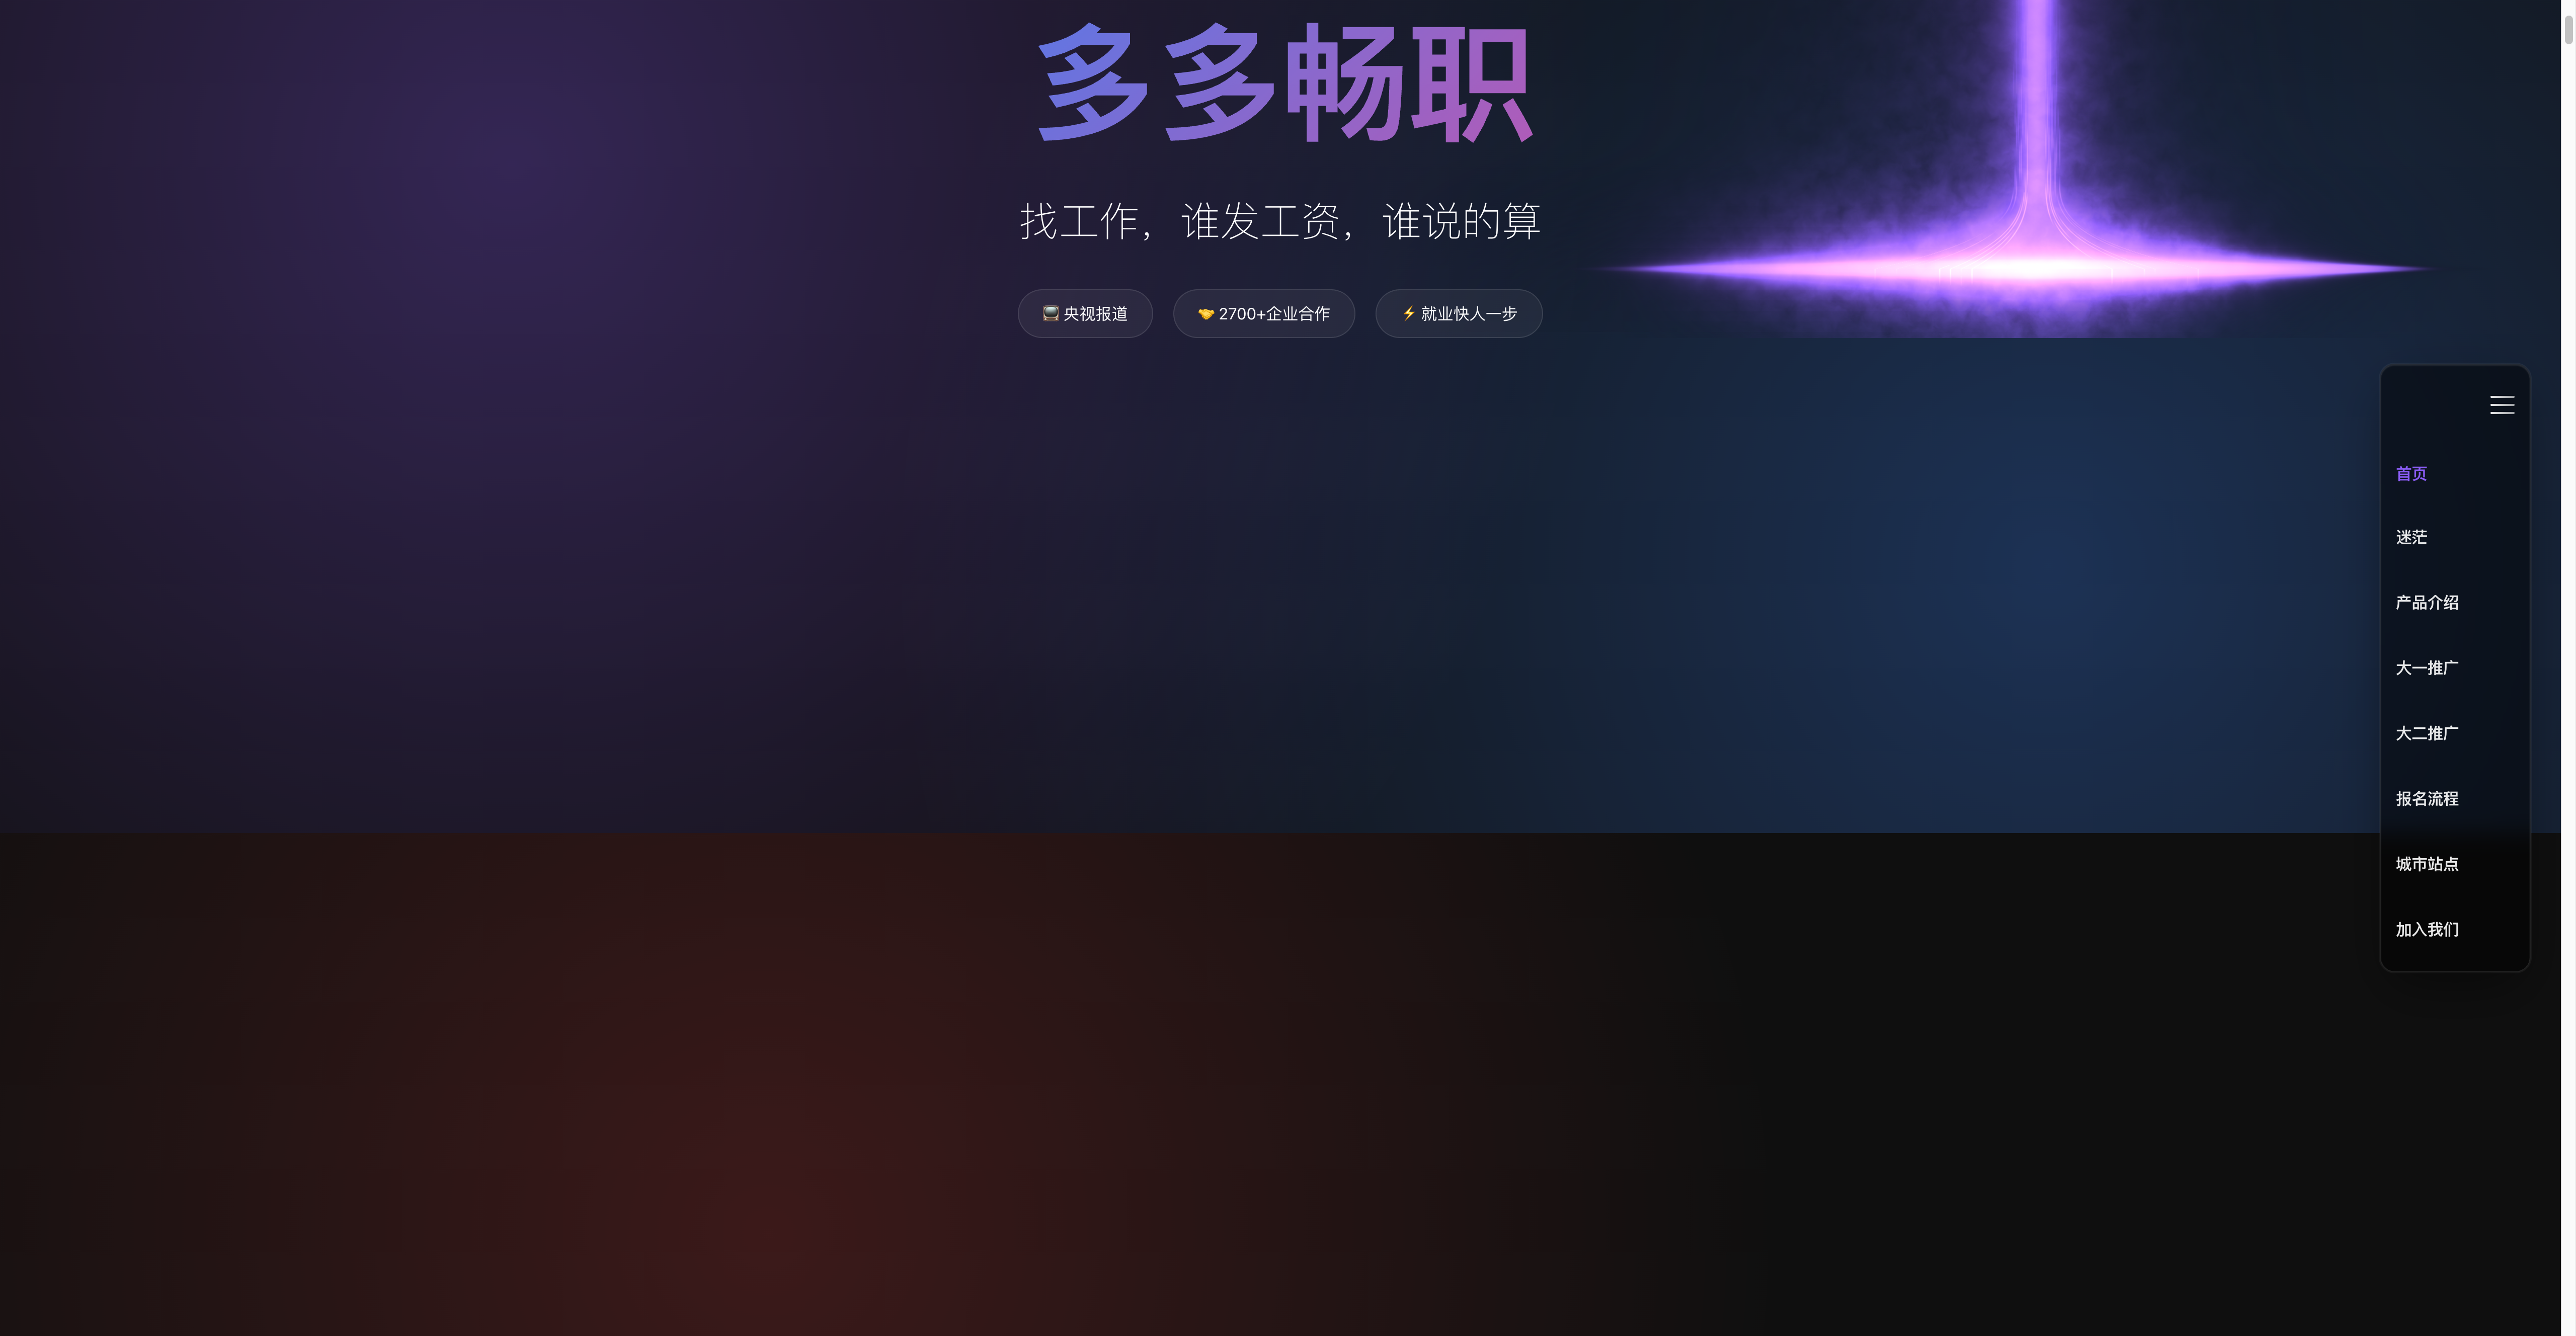 多多畅职
找工作，谁发工资，谁说的算
📺 央视报道
🤝 2700+企业合作
⚡ 就业快人一步
首页
迷茫
产品介绍
大一推广
大二推广
报名流程
城市站点
加入我们